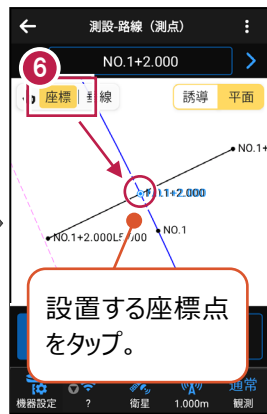 測設-路線（測点）
NO.1+2.000
6
座標
線
誘導
平面
NO.1+
1+2.000
NO.1
NO.1+2.000L5
000
設置する座標点
をタップ。
通常
機器設定
?
衛星
1.000m
観測